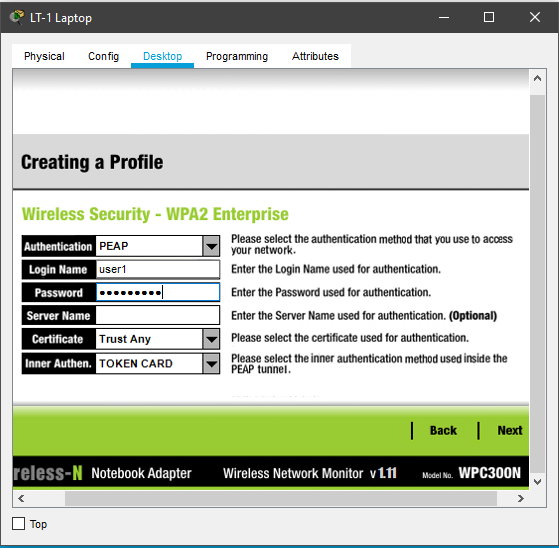 LT-1 Laptop
Physical Config Desktop Programming Attributes
Creating a Profile
Wireless Security - WPA2 Enterprise
Authentication PEAP Please select the authentication method that you use to access
your network.
Login Name user1 Enter the Login Name used for authentication.
Password ••••••••• Enter the Password used for authentication.
Server Name Enter the Server Name used for authentication. (Optional)
Certificate Trust Any Please select the certificate used for authentication.
Inner Authen. TOKEN CARD Please select the inner authentication method used inside the
PEAP tunnel.
Back Next
reless-N Notebook Adapter Wireless Network Monitor v 1.11 Model No. WPC300N
Top